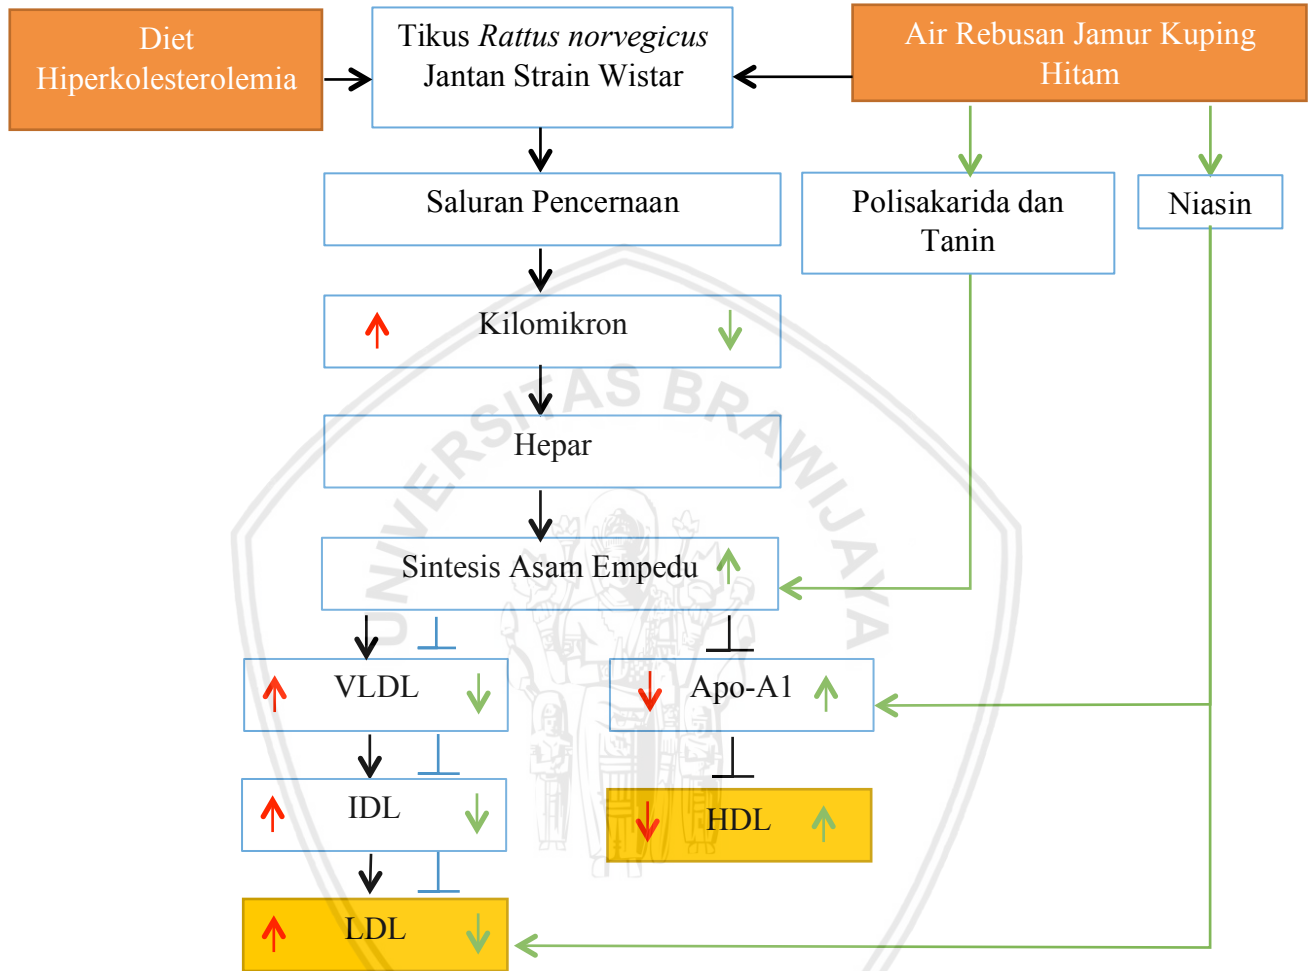 Diet
Hiperkolesterolemia
Tikus Rattus norvegicus
Jantan Strain Wistar
Air Rebusan Jamur Kuping
Hitam
Saluran Pencernaan
Polisakarida dan
Tanin
Niasin
Kilomikron
UNIVERSITAS BRAWIJAYA
Hepar
Sintesis Asam Empedu
VLDL
Apo-A1
IDL
HDL
LDL